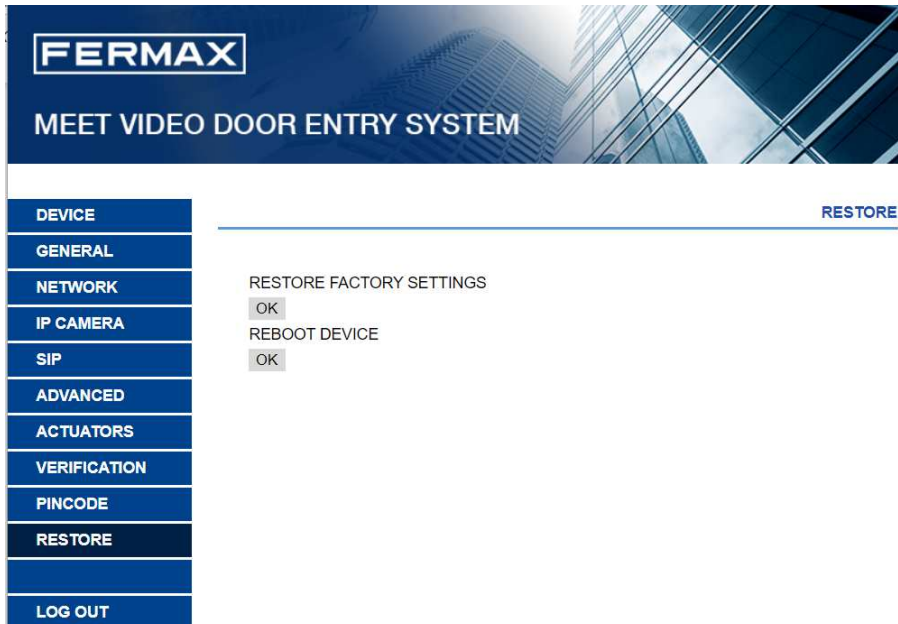 FERMAX
MEET VIDEO DOOR ENTRY SYSTEM
DEVICE
GENERAL
NETWORK
IP CAMERA
SIP
ADVANCED
ACTUATORS
VERIFICATION
PINCODE
RESTORE
LOG OUT
RESTORE
RESTORE FACTORY SETTINGS
OK
REBOOT DEVICE
OK